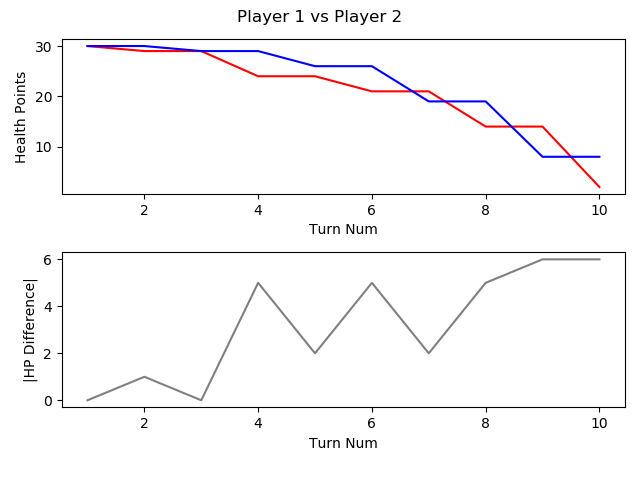 Player 1 vs Player 2
30
20
10
Health Points
2 4 6 8 10
Turn Num
6
4
2
0
|HP Difference|
2 4 6 8 10
Turn Num